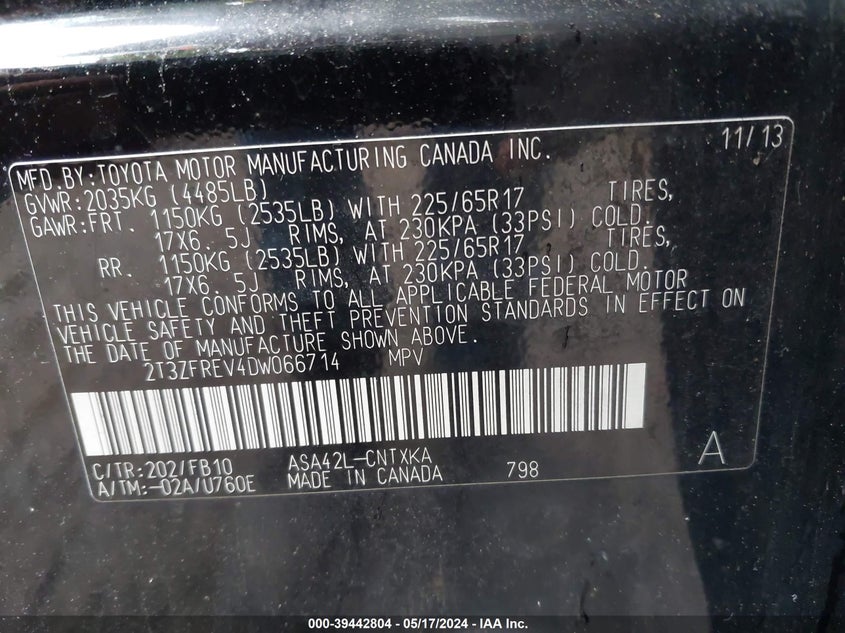 MFD.BY:TOYOTA MOTOR MANUFACTURING CANADA INC. 11/13
GVWR:2035KG (4485LB)
GAWR:FRT. 1150KG (2535LB) WITH 225/65R17 TIRES,
17X6. 5J RIMS, AT 230KPA (33PSI) COLD.
RR. 1150KG (2535LB) WITH 225/65R17 TIRES,
17X6. 5J RIMS, AT 230KPA (33PSI) COLD.
THIS VEHICLE CONFORMS TO ALL APPLICABLE FEDERAL MOTOR
VEHICLE SAFETY AND THEFT PREVENTION STANDARDS IN EFFECT ON
THE DATE OF MANUFACTURE SHOWN ABOVE.
2T3ZFREV4DW066714 MPV
C/TR:202/FB10 ASA42L-CNTXKA
A/TM:-02A/U760E MADE IN CANADA 798 A
000-39442804 - 05/17/2024 - IAA Inc.